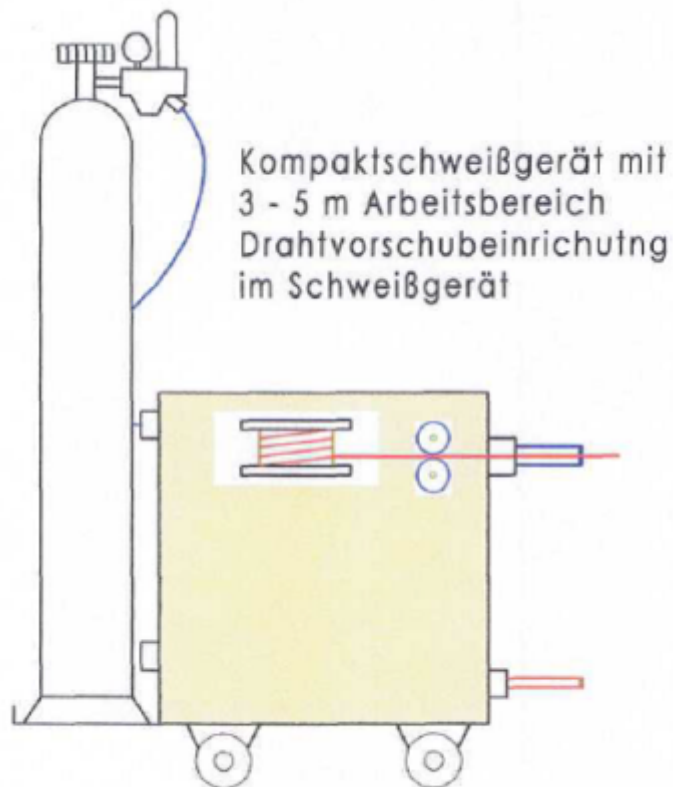 Kompaktschweißgerät mit
3 - 5 m Arbeitsbereich
Drahtvorschubeinrichutng
im Schweißgerät